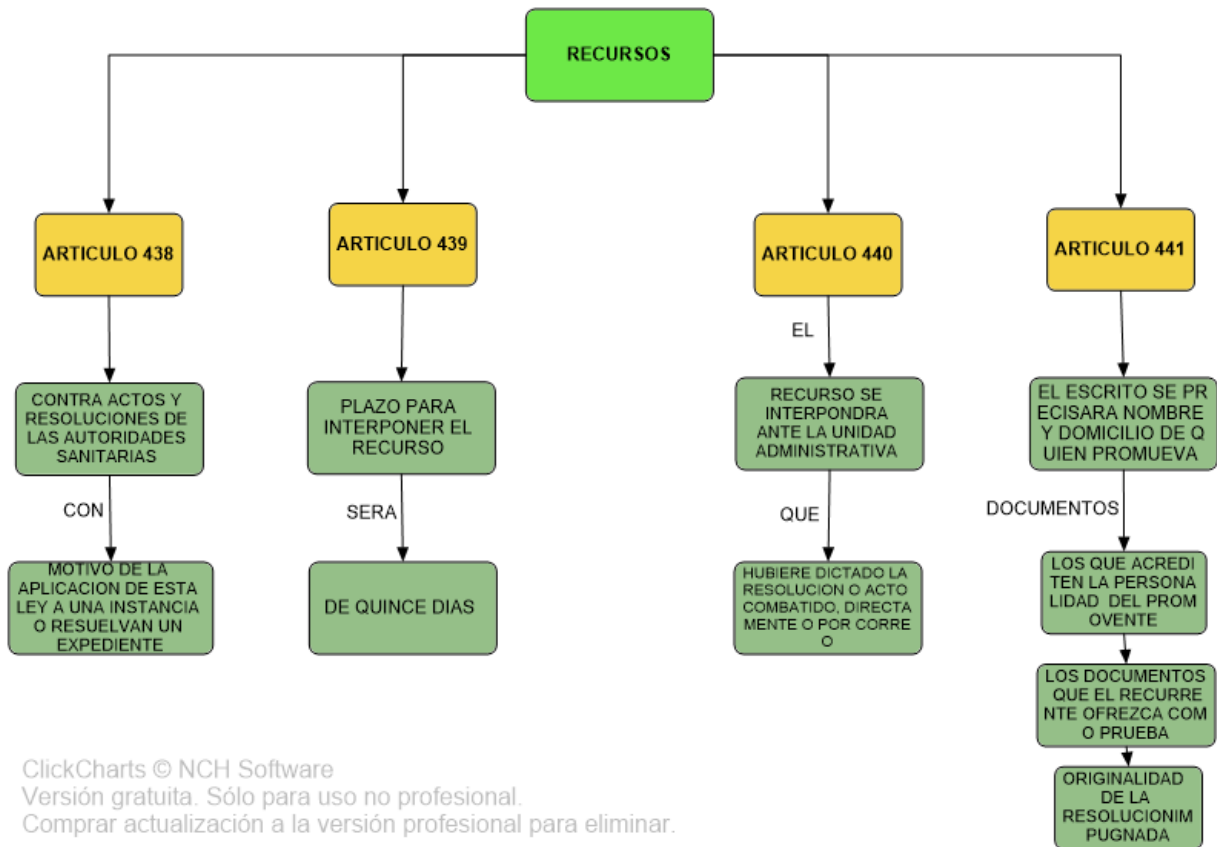 RECURSOS
ARTICULO 438
ARTICULO 439
ARTICULO 440
ARTICULO 441
EL
CONTRA ACTOS Y
RESOLUCIONES DE
LAS AUTORIDADES
SANITARIAS
PLAZO PARA
INTERPONER EL
RECURSO
RECURSO SE
INTERPONDRA
ANTE LA UNIDAD
ADMINISTRATIVA
EL ESCRITO SE PR
ECISARA NOMBRE
Y DOMICILIO DE Q
UIEN PROMUEVA
CON
SERA
QUE
DOCUMENTOS
MOTIVO DE LA
APLICACION DE ESTA
LEY A UNA INSTANCIA
O RESUELVAN UN
EXPEDIENTE
DE QUINCE DIAS
HUBIERE DICTADO LA
RESOLUCION O ACTO
COMBATIDO, DIRECTA
MENTE O POR CORRE
O
LOS QUE ACREDI
TEN LA PERSONA
LIDAD DEL PROM
OVENTE
LOS DOCUMENTOS
QUE EL RECURRE
NTE OFREZCA COM
O PRUEBA
ORIGINALIDAD
DE LA
RESOLUCIONIM
PUGNADA
ClickCharts © NCH Software
Versión gratuita. Sólo para uso no profesional.
Comprar actualización a la versión profesional para eliminar.